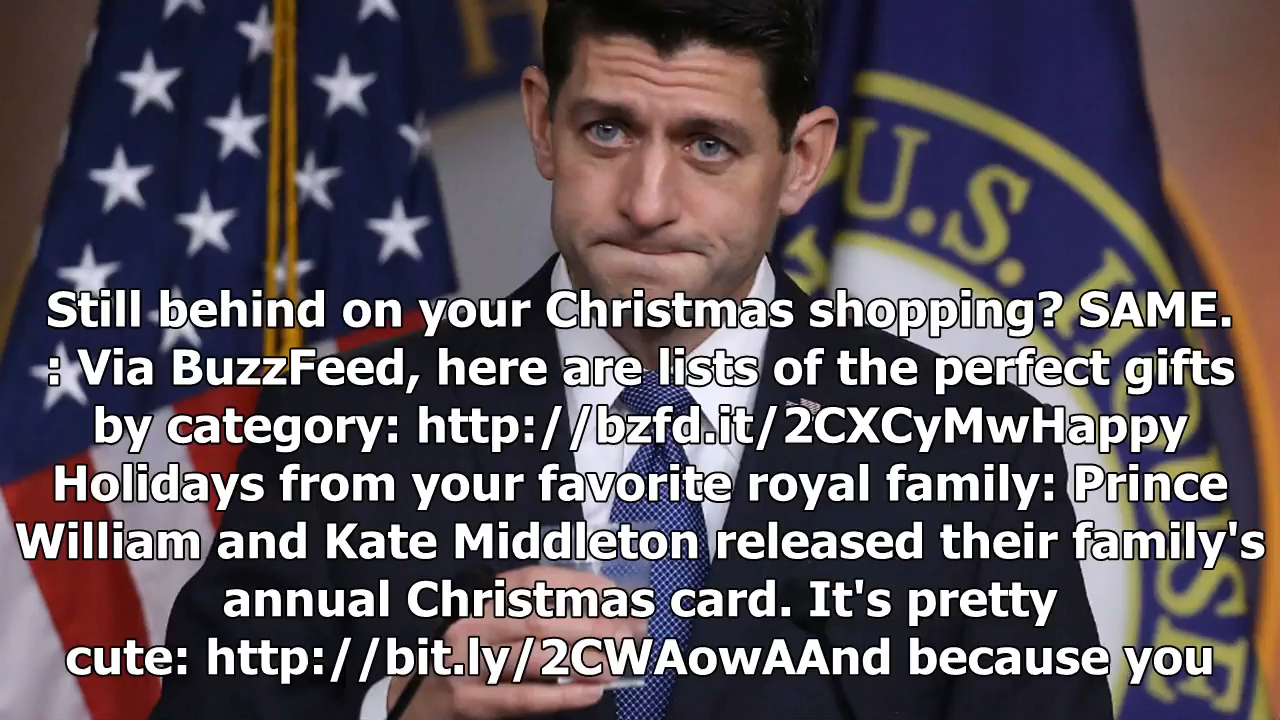 H
U.S. HOUSE
Still behind on your Christmas shopping? SAME.
: Via BuzzFeed, here are lists of the perfect gifts
by category: http://bzfd.it/2CXCyMwHappy
Holidays from your favorite royal family: Prince
William and Kate Middleton released their family's
annual Christmas card. It's pretty
cute: http://bit.ly/2CWAowAAnd because you